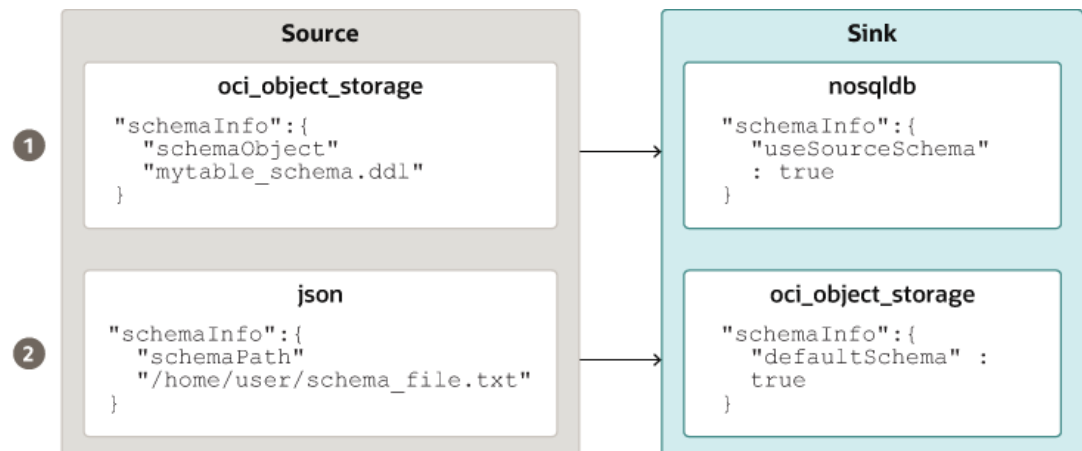 Source
Sink
1
oci_object_storage
"schemaInfo":{
"schemaObject"
"mytable_schema.ddl"
}
nosqldb
"schemaInfo":{
"useSourceSchema"
: true
}
2
json
"schemaInfo":{
"schemaPath"
"/home/user/schema_file.txt"
}
oci_object_storage
"schemaInfo":{
"defaultSchema" :
true
}